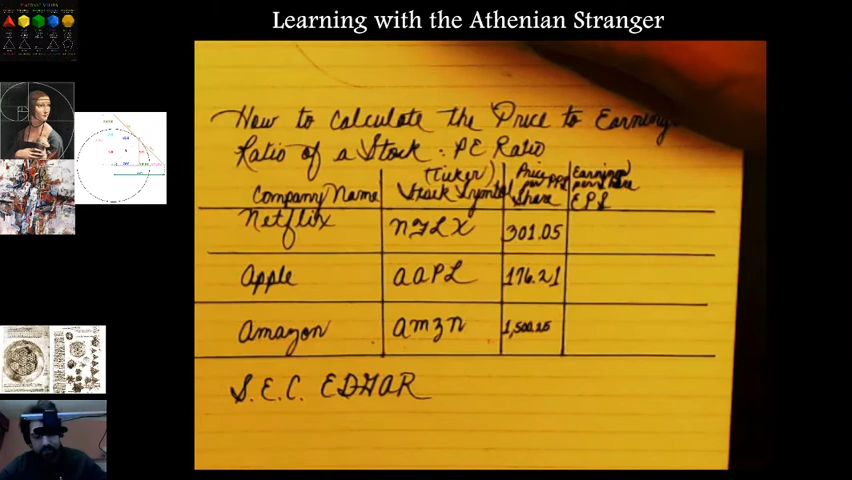 Learning with the Athenian Stranger
How to Calculate the Price to Earning
Ratio of a Stock : PE Ratio
Company Name
(Ticker)
Stock Symbol
Price
per PPS
Share
Earnings
per share
EPS
Netflix NFLX 301.05
Apple AAPL 176.21
Amazon AMZN 1,500.25
S.E.C. EDGAR